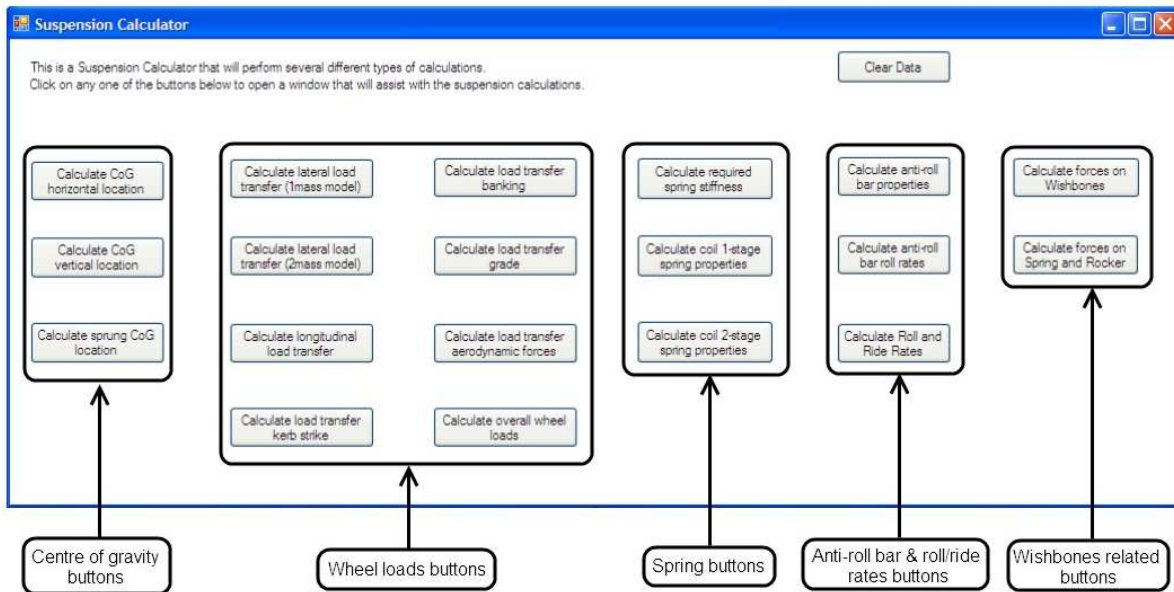 Suspension Calculator
This is a Suspension Calculator that will perform several different types of calculations.
Click on any one of the buttons below to open a window that will assist with the suspension calculations.
Clear Data
Calculate CoG
horizontal location
Calculate CoG
vertical location
Calculate sprung CoG
location
Calculate lateral load
transfer (1mass model)
Calculate lateral load
transfer (2mass model)
Calculate longitudinal
load transfer
Calculate load transfer
kerb strike
Calculate load transfer
banking
Calculate load transfer
grade
Calculate load transfer
aerodynamic forces
Calculate overall wheel
loads
Calculate required
spring stiffness
Calculate coil 1-stage
spring properties
Calculate coil 2-stage
spring properties
Calculate anti-roll
bar properties
Calculate anti-roll
bar roll rates
Calculate Roll and
Ride Rates
Calculate forces on
Wishbones
Calculate forces on
Spring and Rocker
Centre of gravity
buttons
Wheel loads buttons
Spring buttons
Anti-roll bar & roll/ride
rates buttons
Wishbones related
buttons